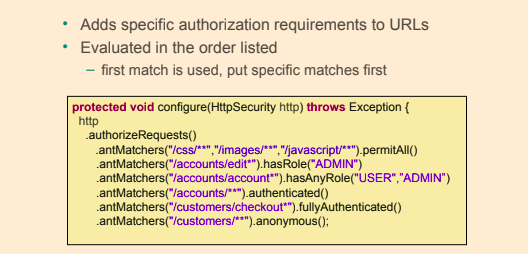 • Adds specific authorization requirements to URLs
• Evaluated in the order listed
– first match is used, put specific matches first
protected void configure(HttpSecurity http) throws Exception {
http
.authorizeRequests()
.antMatchers("/css/**","/images/**","/javascript/**").permitAll()
.antMatchers("/accounts/edit*").hasRole("ADMIN")
.antMatchers("/accounts/account*").hasAnyRole("USER","ADMIN")
.antMatchers("/accounts/**").authenticated()
.antMatchers("/customers/checkout*").fullyAuthenticated()
.antMatchers("/customers/**").anonymous();